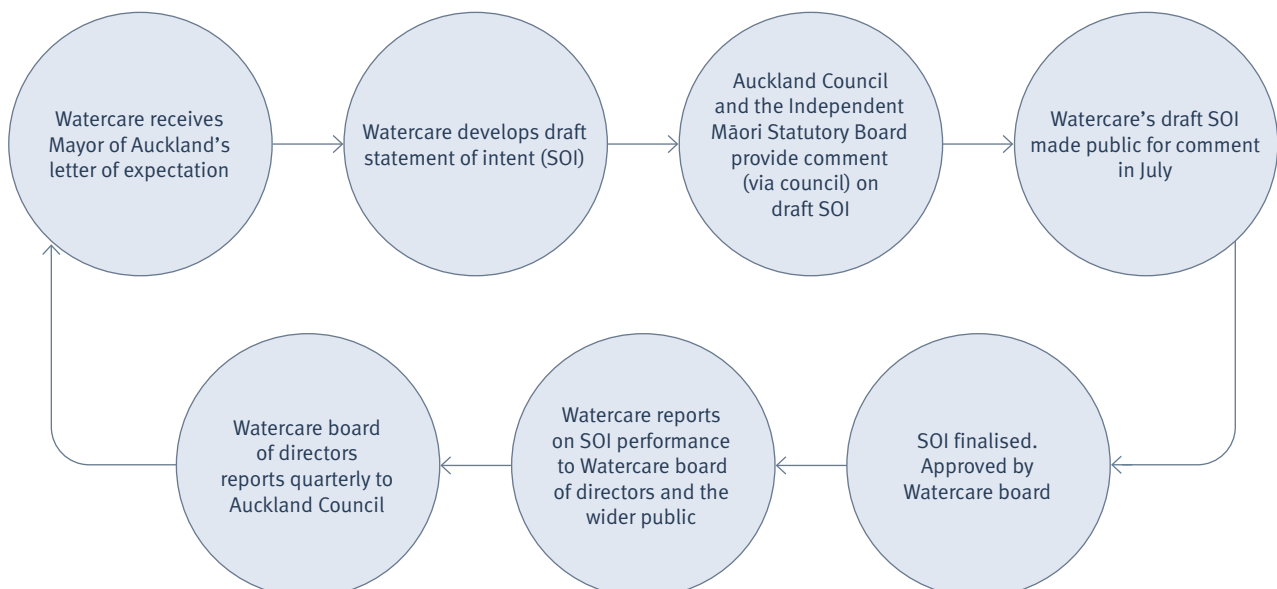 Watercare receives
Mayor of Auckland’s
letter of expectation
Watercare develops draft
statement of intent (SOI)
Auckland Council
and the Independent
Māori Statutory Board
provide comment
(via council) on
draft SOI
Watercare’s draft SOI
made public for comment
in July
SOI finalised.
Approved by
Watercare board
Watercare reports
on SOI performance
to Watercare board
of directors and the
wider public
Watercare board
of directors
reports quarterly to
Auckland Council